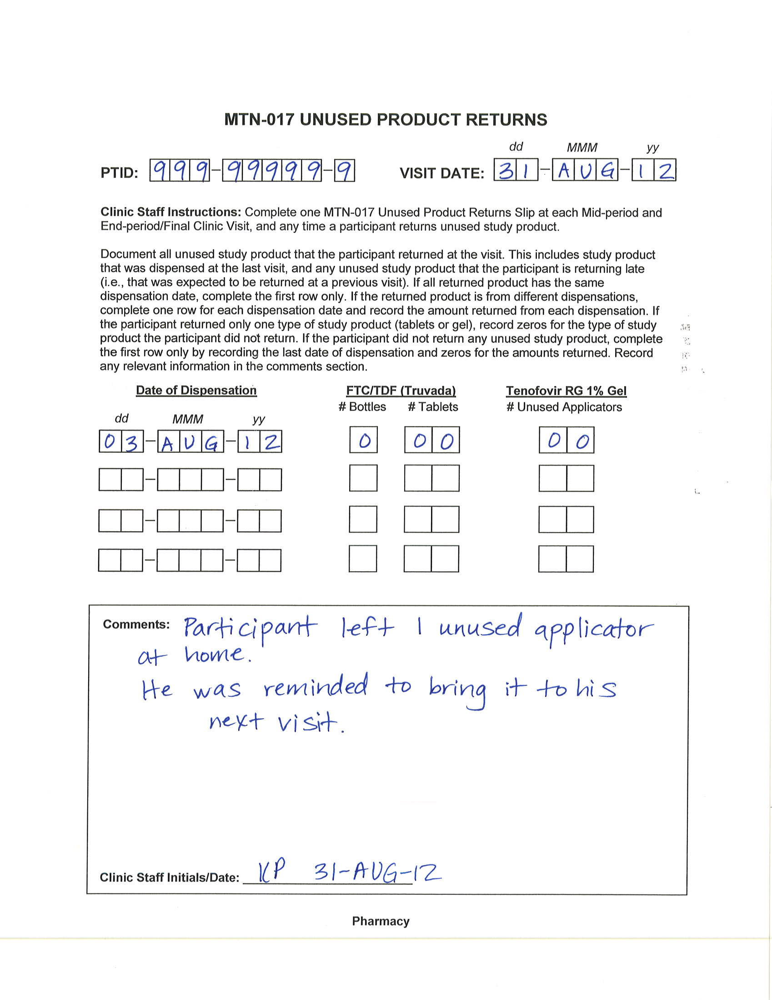 MTN-017 UNUSED PRODUCT RETURNS
dd MMM yy
PTID: 999-99999-9 VISIT DATE: 31-AUG-12
Clinic Staff Instructions: Complete one MTN-017 Unused Product Returns Slip at each Mid-period and
End-period/Final Clinic Visit, and any time a participant returns unused study product.
Document all unused study product that the participant returned at the visit. This includes study product
that was dispensed at the last visit, and any unused study product that the participant is returning late
(i.e., that was expected to be returned at a previous visit). If all returned product has the same
dispensation date, complete the first row only. If the returned product is from different dispensations,
complete one row for each dispensation date and record the amount returned from each dispensation. If
the participant returned only one type of study product (tablets or gel), record zeros for the type of study
product the participant did not return. If the participant did not return any unused study product, complete
the first row only by recording the last date of dispensation and zeros for the amounts returned. Record
any relevant information in the comments section.
Date of Dispensation FTC/TDF (Truvada) Tenofovir RG 1% Gel
# Bottles # Tablets # Unused Applicators
dd MMM yy
03-AUG-12 0 00 00
Comments: Participant left 1 unused applicator
at home.
He was reminded to bring it to his
next visit.
Clinic Staff Initials/Date: KP 31-AUG-12
Pharmacy